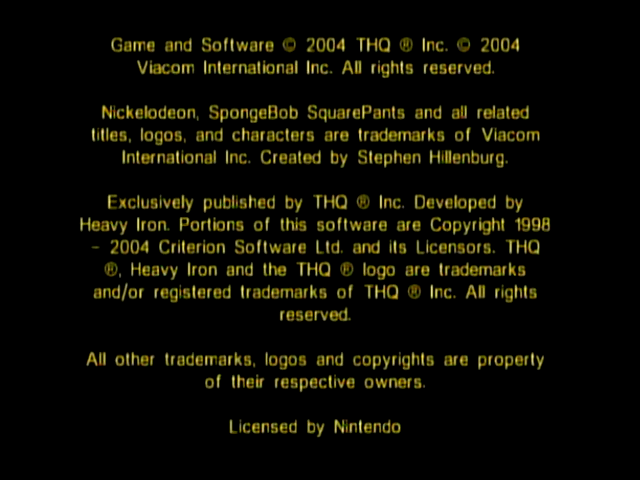 Game and Software © 2004 THQ ® Inc. © 2004
Viacom International Inc. All rights reserved.
Nickelodeon, SpongeBob SquarePants and all related
titles, logos, and characters are trademarks of Viacom
International Inc. Created by Stephen Hillenburg.
Exclusively published by THQ ® Inc. Developed by
Heavy Iron. Portions of this software are Copyright 1998
- 2004 Criterion Software Ltd. and its Licensors. THQ
®, Heavy Iron and the THQ ® logo are trademarks
and/or registered trademarks of THQ ® Inc. All rights
reserved.
All other trademarks, logos and copyrights are property
of their respective owners.
Licensed by Nintendo